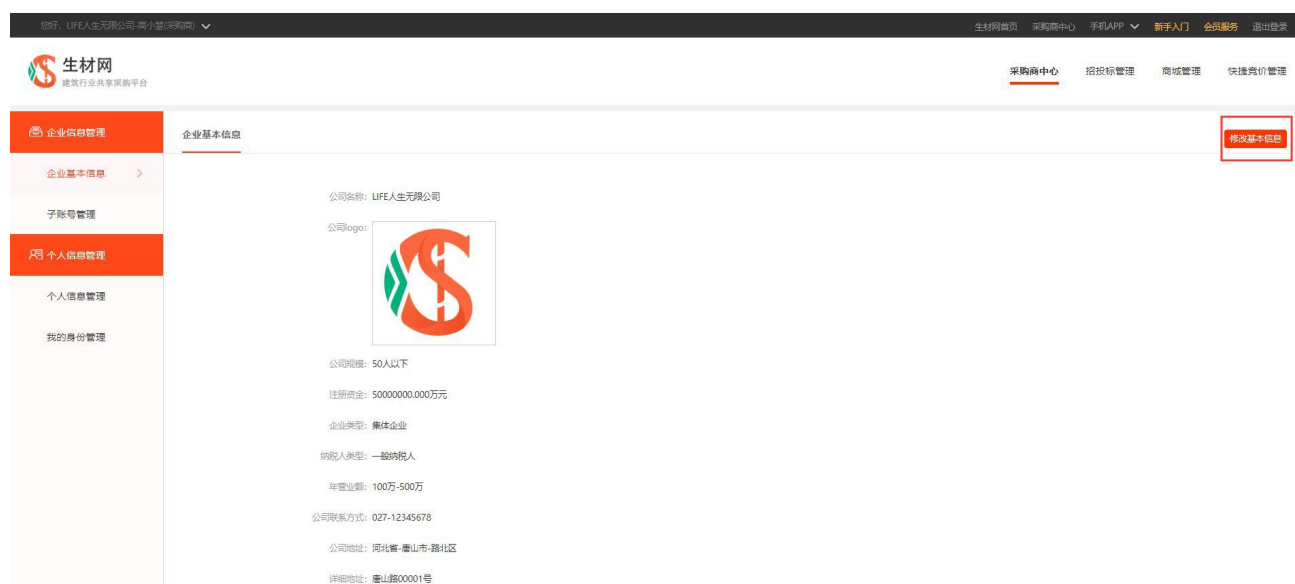 您好，LIFE人生无限公司-高小慧(采购商)
生材网首页 采购商中心 手机APP 新手入门 会员服务 退出登录
生材网
建筑行业共享采购平台
采购商中心 招投标管理 商城管理 快捷竞价管理
企业信息管理
企业基本信息
修改基本信息
企业基本信息
子账号管理
个人信息管理
个人信息管理
我的身份管理
公司名称: LIFE人生无限公司
公司logo:
公司规模: 50人以下
注册资金: 50000000.000万元
企业类型: 集体企业
纳税人类型: 一般纳税人
年营业额: 100万-500万
公司联系方式: 027-12345678
公司地址: 河北省-唐山市-路北区
详细地址: 唐山路00001号